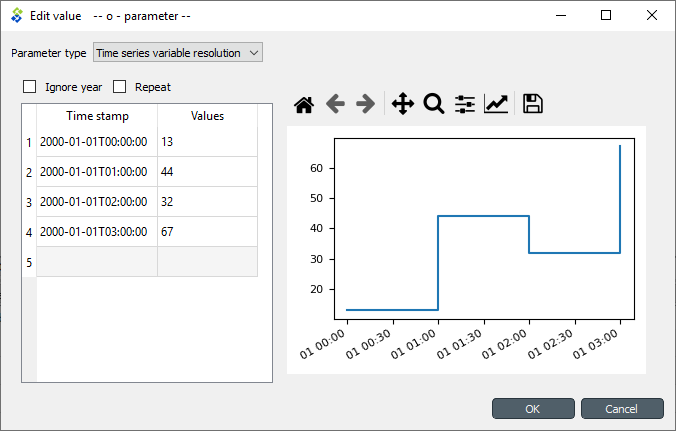 Edit value -- o - parameter --
Parameter type Time series variable resolution
Ignore year Repeat
Time stamp Values
1 2000-01-01T00:00:00 13
2 2000-01-01T01:00:00 44
3 2000-01-01T02:00:00 32
4 2000-01-01T03:00:00 67
5
60
50
40
30
20
01 00:00 01 00:30 01 01:00 01 01:30 01 02:00 01 02:30 01 03:00
OK Cancel